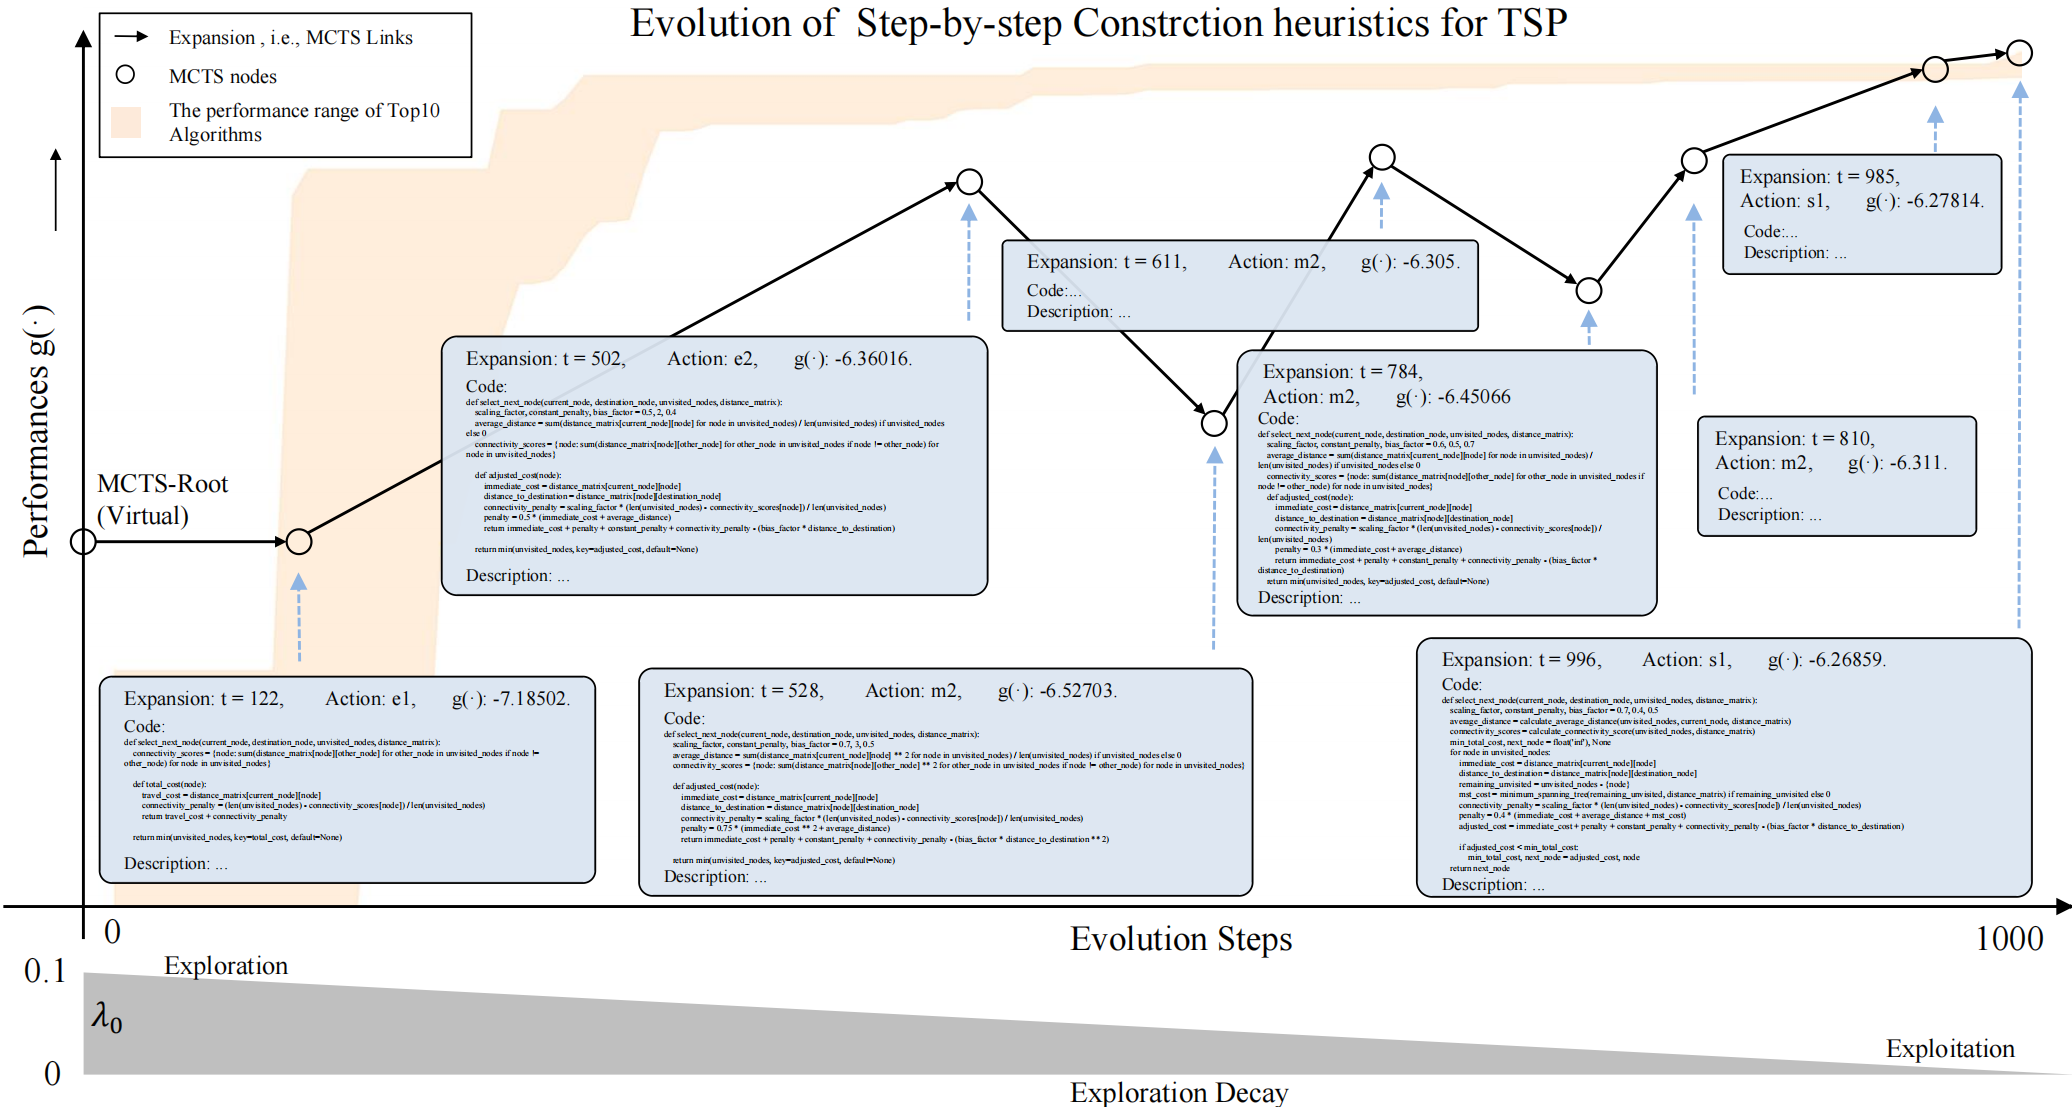 Evolution of  Step-by-step Constrction heuristics for TSP
Expansion , i.e., MCTS Links
MCTS nodes
The performance range of Top10
Algorithms
Performances g(·)
MCTS-Root
(Virtual)
Expansion: t = 122, Action: e1, g(·): -7.18502.
Code:
def select_next_node(current_node, destination_node, unvisited_nodes, distance_matrix):
connectivity_scores = {node: sum(distance_matrix[node][other_node] for other_node in unvisited_nodes if node !=
other_node) for node in unvisited_nodes}
def total_cost(node):
travel_cost = distance_matrix[current_node][node]
connectivity_penalty = (len(unvisited_nodes) - connectivity_scores[node]) / len(unvisited_nodes)
return travel_cost + connectivity_penalty
return min(unvisited_nodes, key=total_cost, default=None)
Description: ...
Expansion: t = 502, Action: e2, g(·): -6.36016.
Code:
def select_next_node(current_node, destination_node, unvisited_nodes, distance_matrix):
scaling_factor, constant_penalty, bias_factor = 0.5, 2, 0.4
average_distance = sum(distance_matrix[current_node][node] for node in unvisited_nodes) / len(unvisited_nodes) if unvisited_nodes
else 0
connectivity_scores = {node: sum(distance_matrix[node][other_node] for other_node in unvisited_nodes if node != other_node) for
node in unvisited_nodes}
def adjusted_cost(node):
immediate_cost = distance_matrix[current_node][node]
distance_to_destination = distance_matrix[node][destination_node]
connectivity_penalty = scaling_factor * (len(unvisited_nodes) - connectivity_scores[node]) / len(unvisited_nodes)
penalty = 0.5 * (immediate_cost + average_distance)
return immediate_cost + penalty + constant_penalty + connectivity_penalty - (bias_factor * distance_to_destination)
return min(unvisited_nodes, key=adjusted_cost, default=None)
Description: ...
Expansion: t = 528, Action: m2, g(·): -6.52703.
Code:
def select_next_node(current_node, destination_node, unvisited_nodes, distance_matrix):
scaling_factor, constant_penalty, bias_factor = 0.7, 3, 0.5
average_distance = sum(distance_matrix[current_node][node] ** 2 for node in unvisited_nodes) / len(unvisited_nodes) if unvisited_nodes else 0
connectivity_scores = {node: sum(distance_matrix[node][other_node] ** 2 for other_node in unvisited_nodes if node != other_node) for node in unvisited_nodes}
def adjusted_cost(node):
immediate_cost = distance_matrix[current_node][node]
distance_to_destination = distance_matrix[node][destination_node]
connectivity_penalty = scaling_factor * (len(unvisited_nodes) - connectivity_scores[node]) / len(unvisited_nodes)
penalty = 0.75 * (immediate_cost ** 2 + average_distance)
return immediate_cost + penalty + constant_penalty + connectivity_penalty - (bias_factor * distance_to_destination ** 2)
return min(unvisited_nodes, key=adjusted_cost, default=None)
Description: ...
Expansion: t = 611, Action: m2, g(·): -6.305.
Code:...
Description: ...
Expansion: t = 784,
Action: m2, g(·): -6.45066
Code:
def select_next_node(current_node, destination_node, unvisited_nodes, distance_matrix):
scaling_factor, constant_penalty, bias_factor = 0.6, 0.5, 0.7
average_distance = sum(distance_matrix[current_node][node] for node in unvisited_nodes) /
len(unvisited_nodes) if unvisited_nodes else 0
connectivity_scores = {node: sum(distance_matrix[node][other_node] for other_node in unvisited_nodes if
node != other_node) for node in unvisited_nodes}
def adjusted_cost(node):
immediate_cost = distance_matrix[current_node][node]
distance_to_destination = distance_matrix[node][destination_node]
connectivity_penalty = scaling_factor * (len(unvisited_nodes) - connectivity_scores[node]) /
len(unvisited_nodes)
penalty = 0.3 * (immediate_cost + average_distance)
return immediate_cost + penalty + constant_penalty + connectivity_penalty - (bias_factor *
distance_to_destination)
return min(unvisited_nodes, key=adjusted_cost, default=None)
Description: ...
Expansion: t = 810,
Action: m2, g(·): -6.311.
Code:...
Description: ...
Expansion: t = 985,
Action: s1, g(·): -6.27814.
Code:...
Description: ...
Expansion: t = 996, Action: s1, g(·): -6.26859.
Code:
def select_next_node(current_node, destination_node, unvisited_nodes, distance_matrix):
scaling_factor, constant_penalty, bias_factor = 0.7, 0.4, 0.5
average_distance = calculate_average_distance(unvisited_nodes, current_node, distance_matrix)
connectivity_scores = calculate_connectivity_score(unvisited_nodes, distance_matrix)
min_total_cost, next_node = float('inf'), None
for node in unvisited_nodes:
immediate_cost = distance_matrix[current_node][node]
distance_to_destination = distance_matrix[node][destination_node]
remaining_unvisited = unvisited_nodes - {node}
mst_cost = minimum_spanning_tree(remaining_unvisited, distance_matrix) if remaining_unvisited else 0
connectivity_penalty = scaling_factor * (len(unvisited_nodes) - connectivity_scores[node]) / len(unvisited_nodes)
penalty = 0.4 * (immediate_cost + average_distance + mst_cost)
adjusted_cost = immediate_cost + penalty + constant_penalty + connectivity_penalty - (bias_factor * distance_to_destination)
if adjusted_cost < min_total_cost:
min_total_cost, next_node = adjusted_cost, node
return next_node
Description: ...
0
Evolution Steps
1000
0.1
Exploration
λ0
Exploitation
0
Exploration Decay